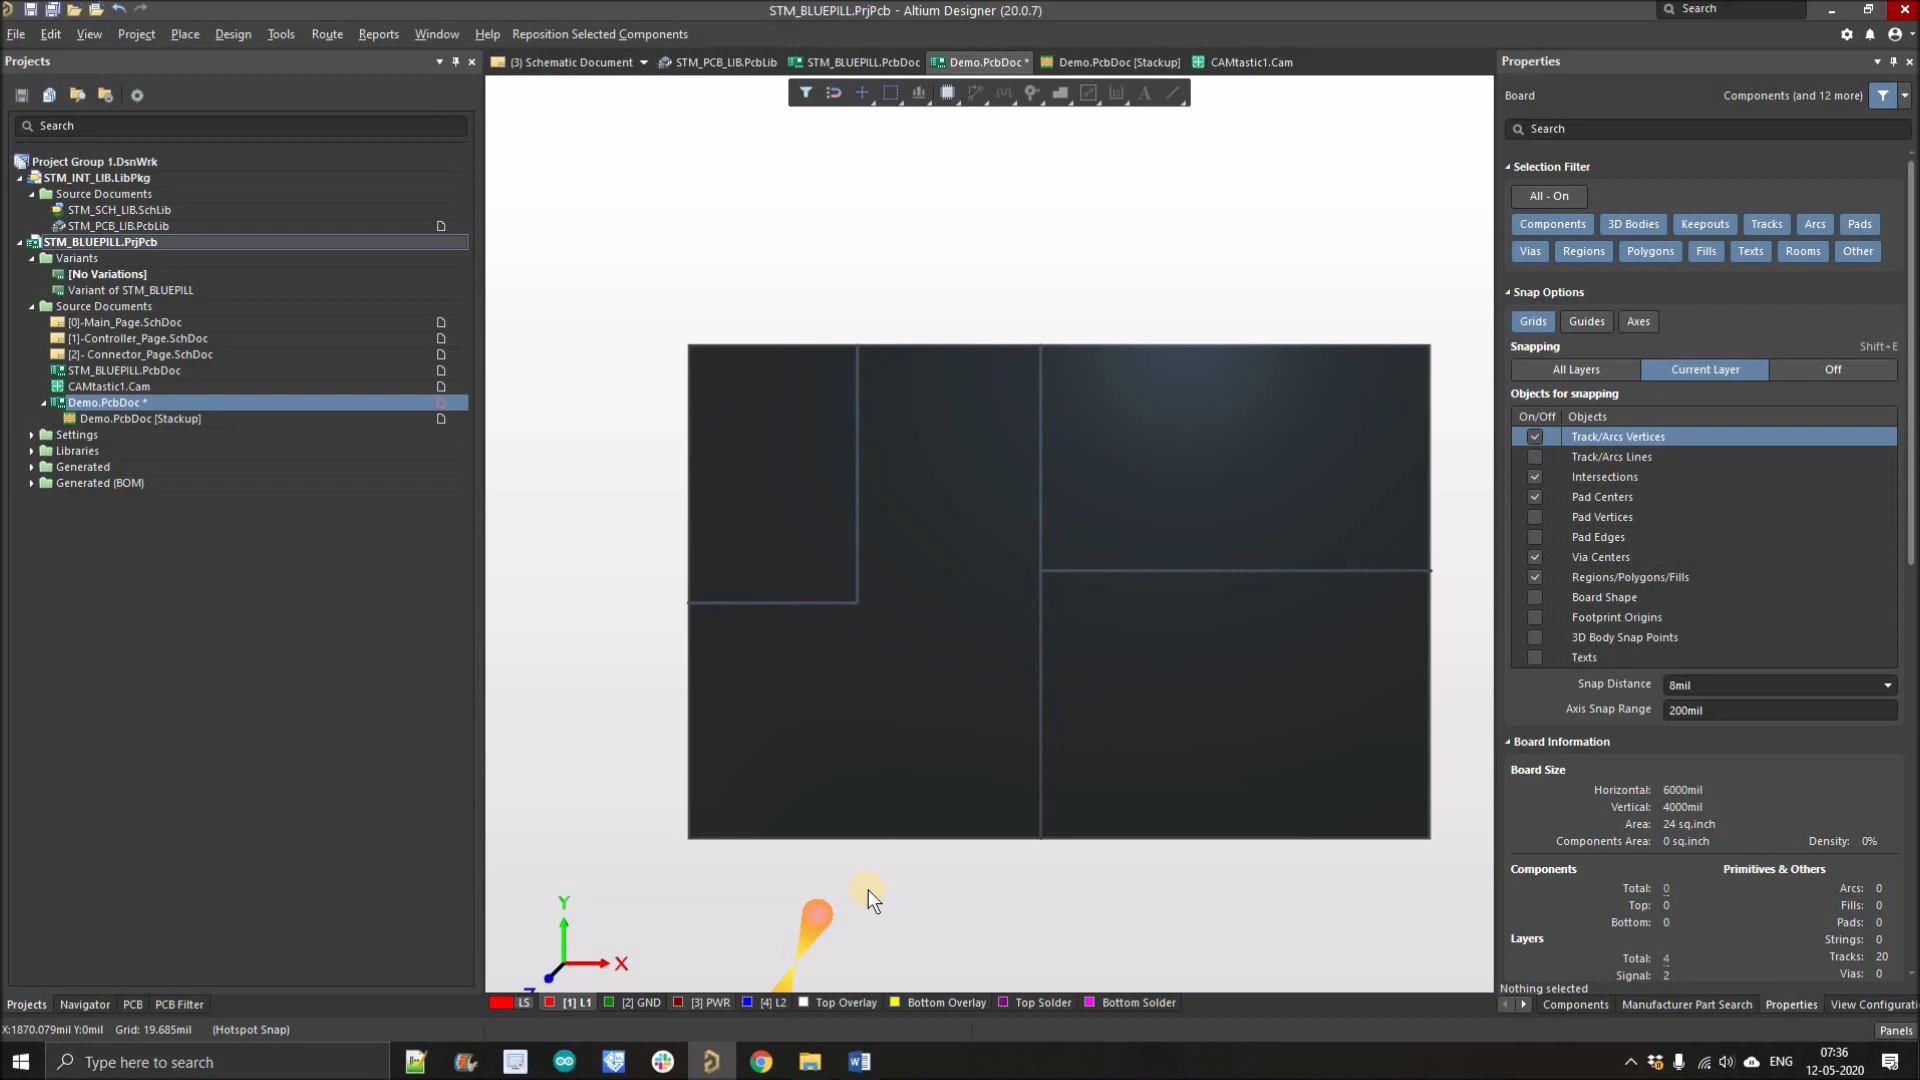 STM_BLUEPILL.PrjPcb - Altium Designer (20.0.7)
Search
File Edit View Project Place Design Tools Route Reports Window Help Reposition Selected Components
Projects
(3) Schematic Document STM_PCB_LIB.PcbLib STM_BLUEPILL.PcbDoc Demo.PcbDoc * Demo.PcbDoc [Stackup] CAMtastic1.Cam
Properties
Board Components (and 12 more)
Search
Search
Project Group 1.DsnWrk
STM_INT_LIB.LibPkg
Source Documents
STM_SCH_LIB.SchLib
STM_PCB_LIB.PcbLib
STM_BLUEPILL.PrjPcb
Variants
[No Variations]
Variant of STM_BLUEPILL
Source Documents
[0]-Main_Page.SchDoc
[1]-Controller_Page.SchDoc
[2]- Connector_Page.SchDoc
STM_BLUEPILL.PcbDoc
CAMtastic1.Cam
Demo.PcbDoc *
Demo.PcbDoc [Stackup]
Settings
Libraries
Generated
Generated (BOM)
Selection Filter
All - On
Components 3D Bodies Keepouts Tracks Arcs Pads
Vias Regions Polygons Fills Texts Rooms Other
Snap Options
Grids Guides Axes
Snapping Shift+E
All Layers Current Layer Off
Objects for snapping
On/Off Objects
Track/Arcs Vertices
Track/Arcs Lines
Intersections
Pad Centers
Pad Vertices
Pad Edges
Via Centers
Regions/Polygons/Fills
Board Shape
Footprint Origins
3D Body Snap Points
Texts
Snap Distance 8mil
Axis Snap Range 200mil
Board Information
Board Size
Horizontal: 6000mil
Vertical: 4000mil
Area: 24 sq.inch
Components Area: 0 sq.inch Density: 0%
Components Primitives & Others
Total: 0 Arcs: 0
Top: 0 Fills: 0
Bottom: 0 Pads: 0
Layers Strings: 0
Total: 4 Tracks: 20
Signal: 2 Vias: 0
Nothing selected
Y
X
Projects Navigator PCB PCB Filter
LS [1] L1 [2] GND [3] PWR [4] L2 Top Overlay Bottom Overlay Top Solder Bottom Solder
Components Manufacturer Part Search Properties View Configurati
X:1870.079mil Y:0mil Grid: 19.685mil (Hotspot Snap)
Panels
Type here to search
ENG
07:36
12-05-2020